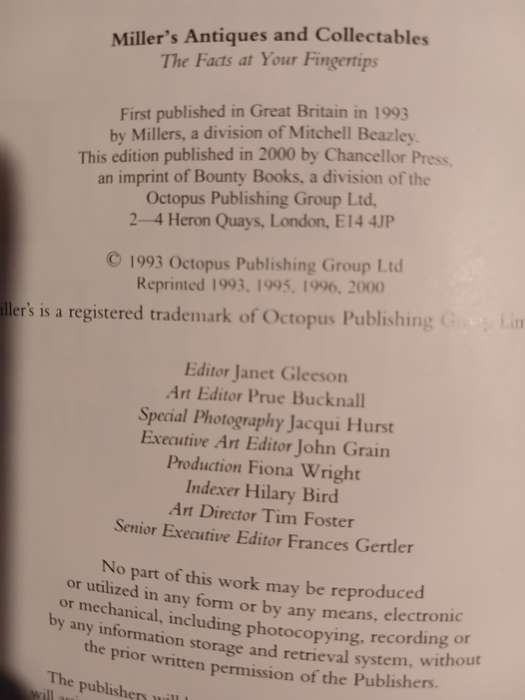 Miller's Antiques and Collectables
The Facts at Your Fingertips
First published in Great Britain in 1993
by Millers, a division of Mitchell Beazley.
This edition published in 2000 by Chancellor Press,
an imprint of Bounty Books, a division of the
Octopus Publishing Group Ltd,
2—4 Heron Quays, London, E14 4JP
© 1993 Octopus Publishing Group Ltd
Reprinted 1993, 1995, 1996, 2000
iller's is a registered trademark of Octopus Publishing
Editor Janet Gleeson
Art Editor Prue Bucknall
Special Photography Jacqui Hurst
Executive Art Editor John Grain
Production Fiona Wright
Indexer Hilary Bird
Art Director Tim Foster
Senior Executive Editor Frances Gertler
No part of this work may be reproduced
or utilized in any form or by any means, electronic
or mechanical, including photocopying, recording or
by any information storage and retrieval system, without
the prior written permission of the Publishers.
The publishers will
will